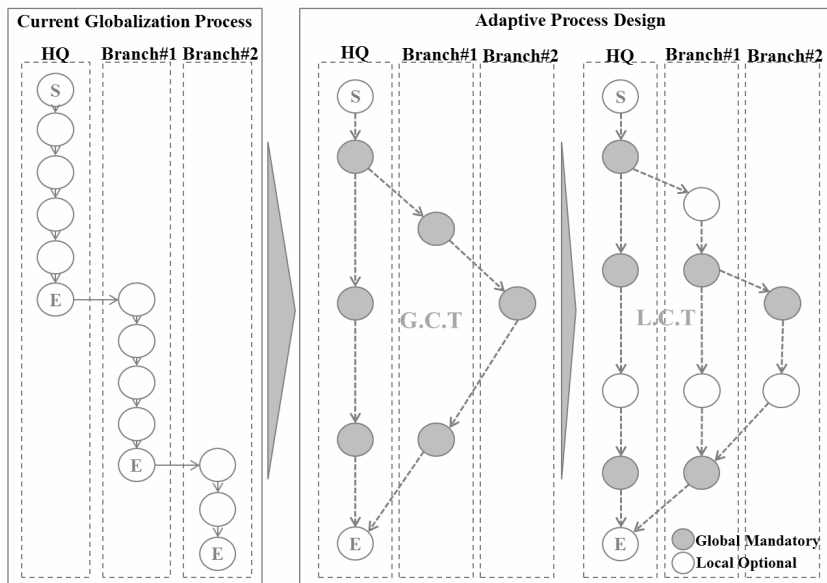 Current Globalization Process
HQ
Branch#1
Branch#2
S
E
E
E
Adaptive Process Design
HQ
Branch#1
Branch#2
S
G.C.T
E
HQ
Branch#1
Branch#2
S
L.C.T
E
Global Mandatory
Local Optional